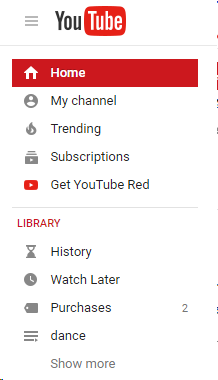 YouTube
Home
My channel
Trending
Subscriptions
Get YouTube Red
LIBRARY
History
Watch Later
Purchases 2
dance
Show more